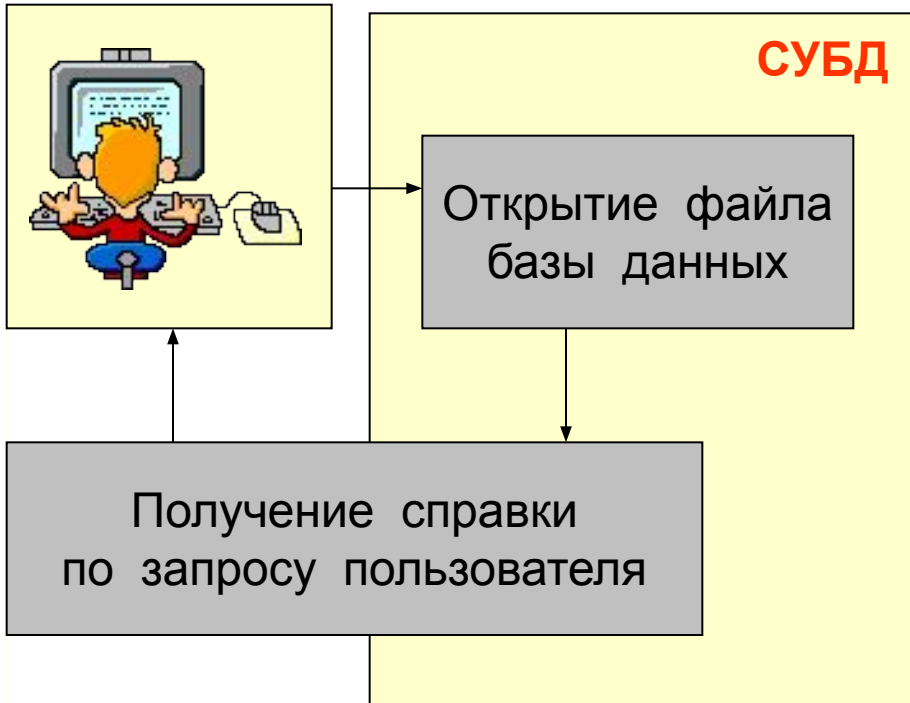 СУБД
Открытие файла
базы данных
Получение справки
по запросу пользователя